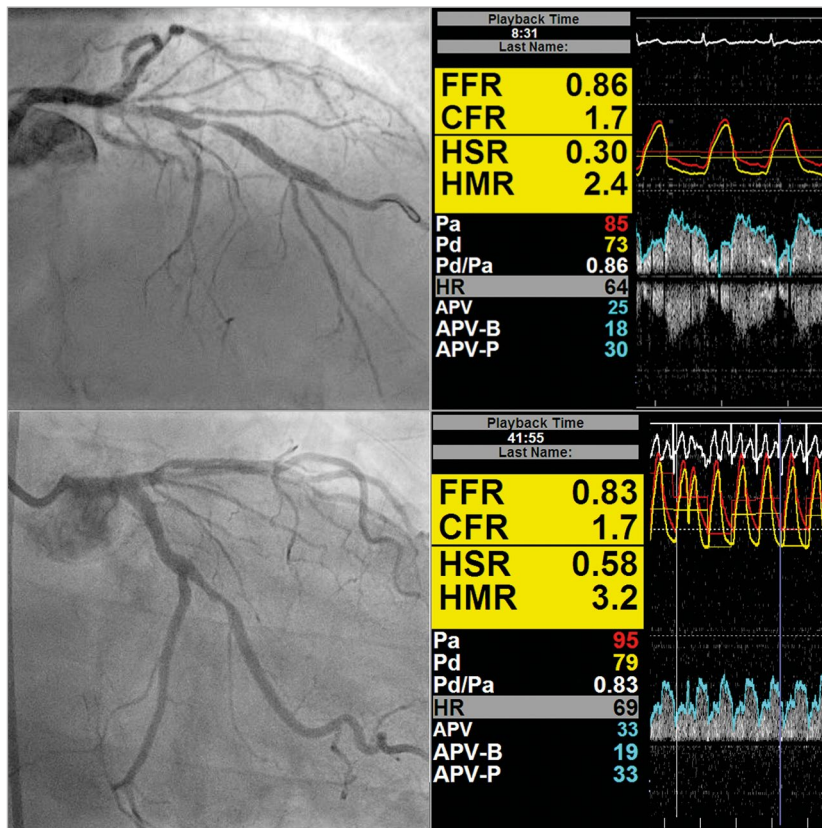 Playback Time
8:31
Last Name:
FFR 0.86
CFR 1.7
HSR 0.30
HMR 2.4
Pa 85
Pd 73
Pd/Pa 0.86
HR 64
APV 25
APV-B 18
APV-P 30
Playback Time
41:55
Last Name:
FFR 0.83
CFR 1.7
HSR 0.58
HMR 3.2
Pa 95
Pd 79
Pd/Pa 0.83
HR 69
APV 33
APV-B 19
APV-P 33